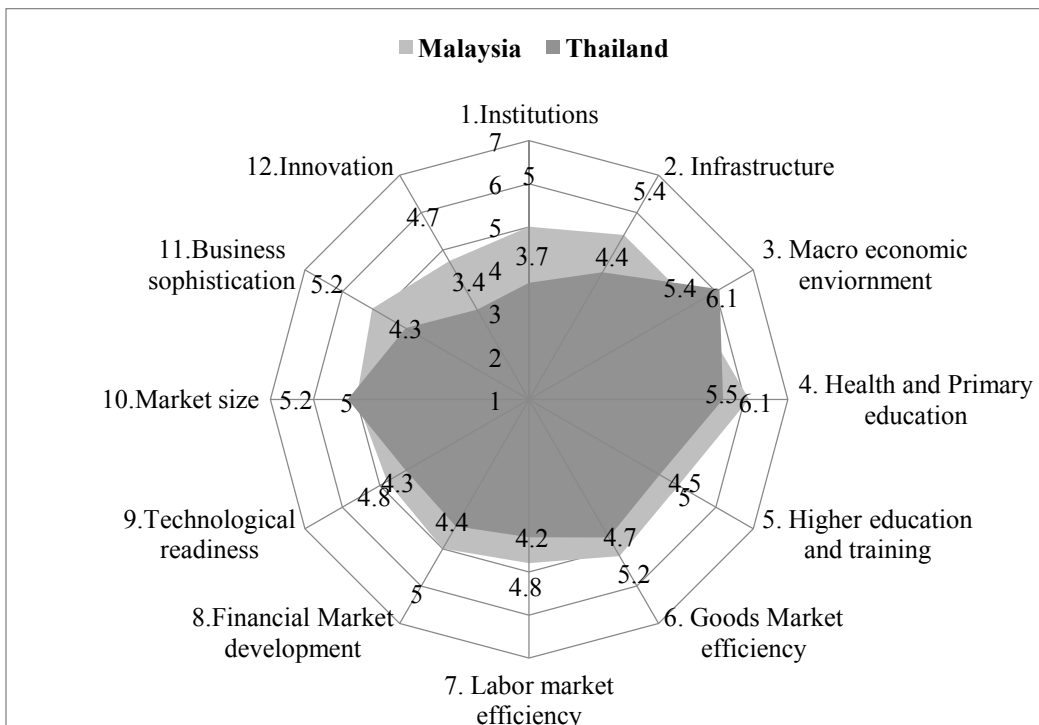 Malaysia Thailand
1.Institutions
7
12.Innovation
2. Infrastructure
6
5
5.4
4.7
5
11.Business
sophistication
3.7
4.4
3. Macro economic
enviornment
4
3.4
5.2
5.4
6.1
3
4.3
2
10.Market size
5.2
5
1
5.5
6.1
4. Health and Primary
education
4.3
4.8
4.5
5
9.Technological
readiness
4.4
4.2
4.7
5. Higher education
and training
5
4.8
5.2
8.Financial Market
development
6. Goods Market
efficiency
7. Labor market
efficiency